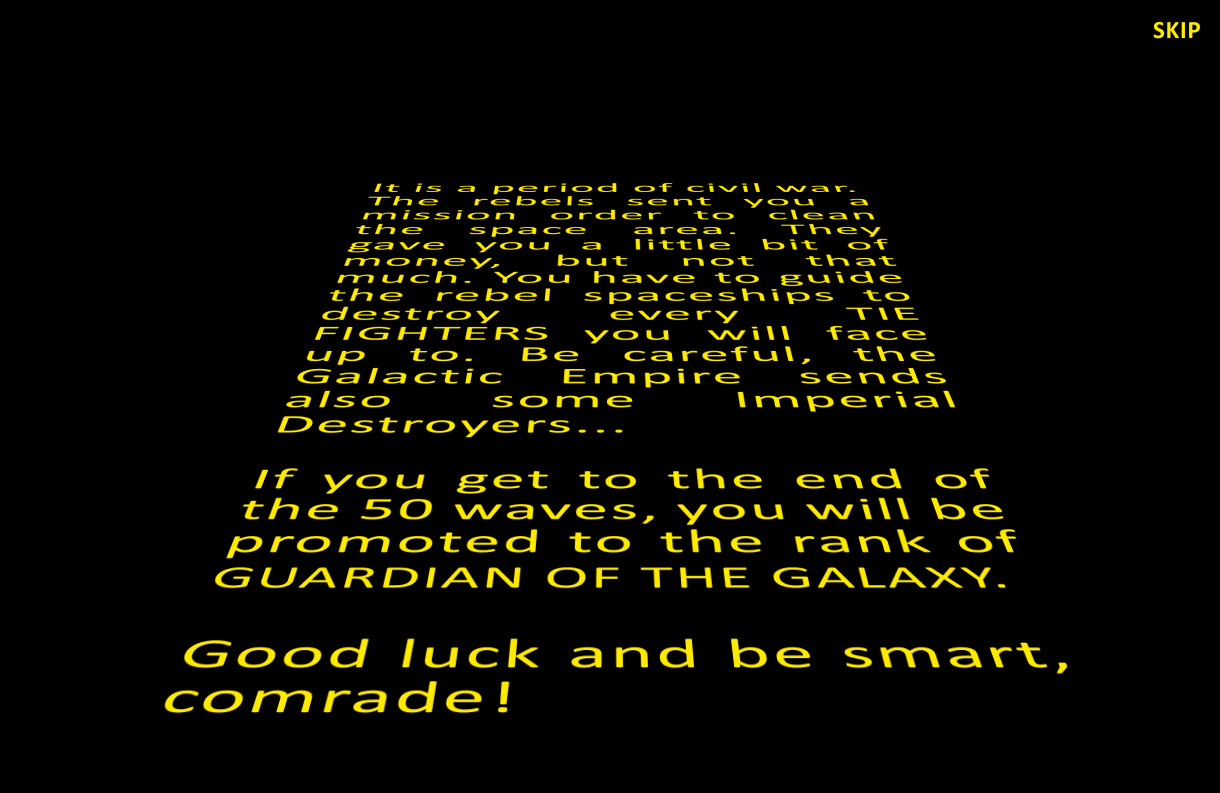 SKIP
It is a period of civil war.
The rebels sent you a
mission order to clean
the space area. They
gave you a little bit of
money, but not that
much. You have to guide
the rebel spaceships to
destroy every TIE
FIGHTERS you will face
up to. Be careful, the
Galactic Empire sends
also some Imperial
Destroyers...
If you get to the end of
the 50 waves, you will be
promoted to the rank of
GUARDIAN OF THE GALAXY.
Good luck and be smart,
comrade!